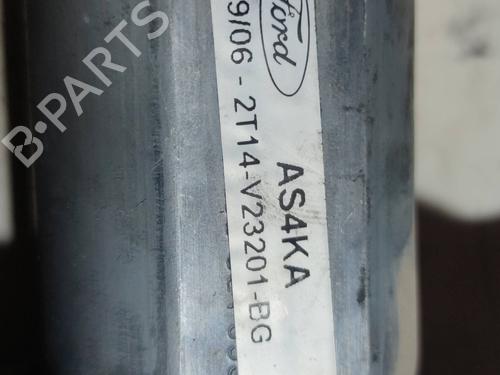 B-PARTS
Ford
AS4KA
9/06 - 2T14-V23201-BG